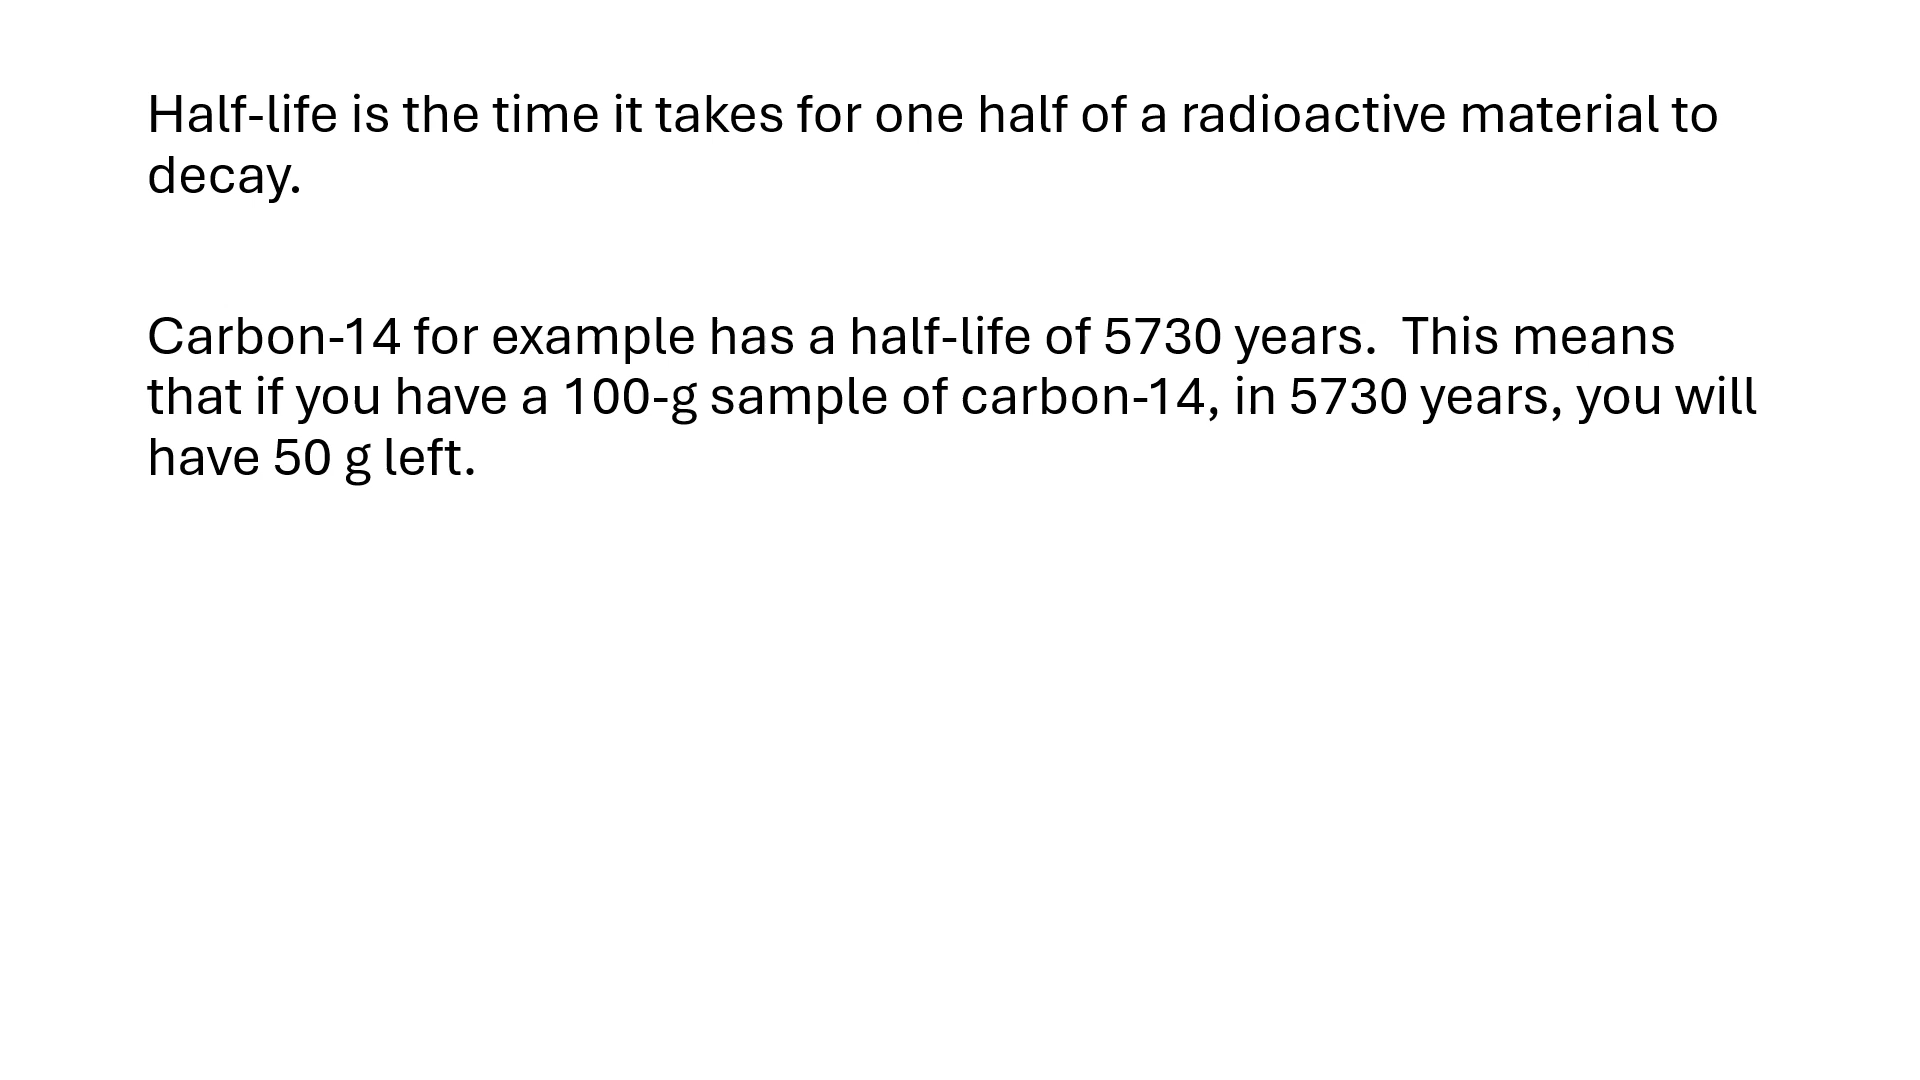 Half-life is the time it takes for one half of a radioactive material to
decay.
Carbon-14 for example has a half-life of 5730 years.  This means
that if you have a 100-g sample of carbon-14, in 5730 years, you will
have 50 g left.